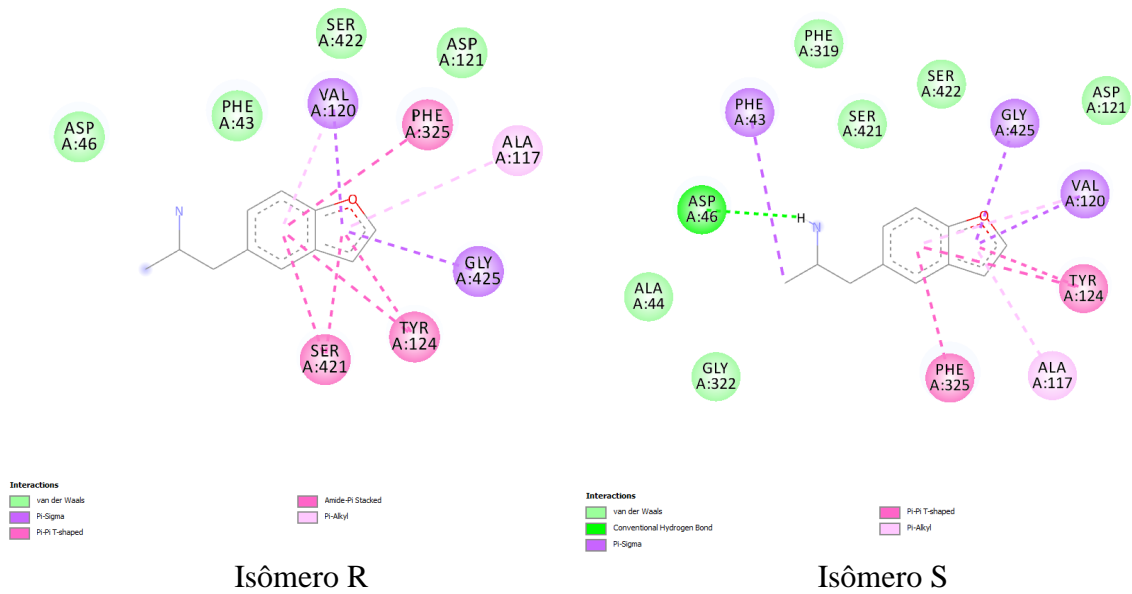 SER
A:422
ASP
A:121
VAL
A:120
PHE
A:43
PHE
A:325
ASP
A:46
ALA
A:117
O
N
GLY
A:425
TYR
A:124
SER
A:421
Interactions
van der Waals
Pi-Sigma
Pi-Pi T-shaped
Amide-Pi Stacked
Pi-Alkyl
Isômero R
PHE
A:319
SER
A:422
ASP
A:121
PHE
A:43
SER
A:421
GLY
A:425
ASP
A:46
VAL
A:120
H
N
O
ALA
A:44
TYR
A:124
GLY
A:322
PHE
A:325
ALA
A:117
Interactions
van der Waals
Conventional Hydrogen Bond
Pi-Sigma
Pi-Pi T-shaped
Pi-Alkyl
Isômero S